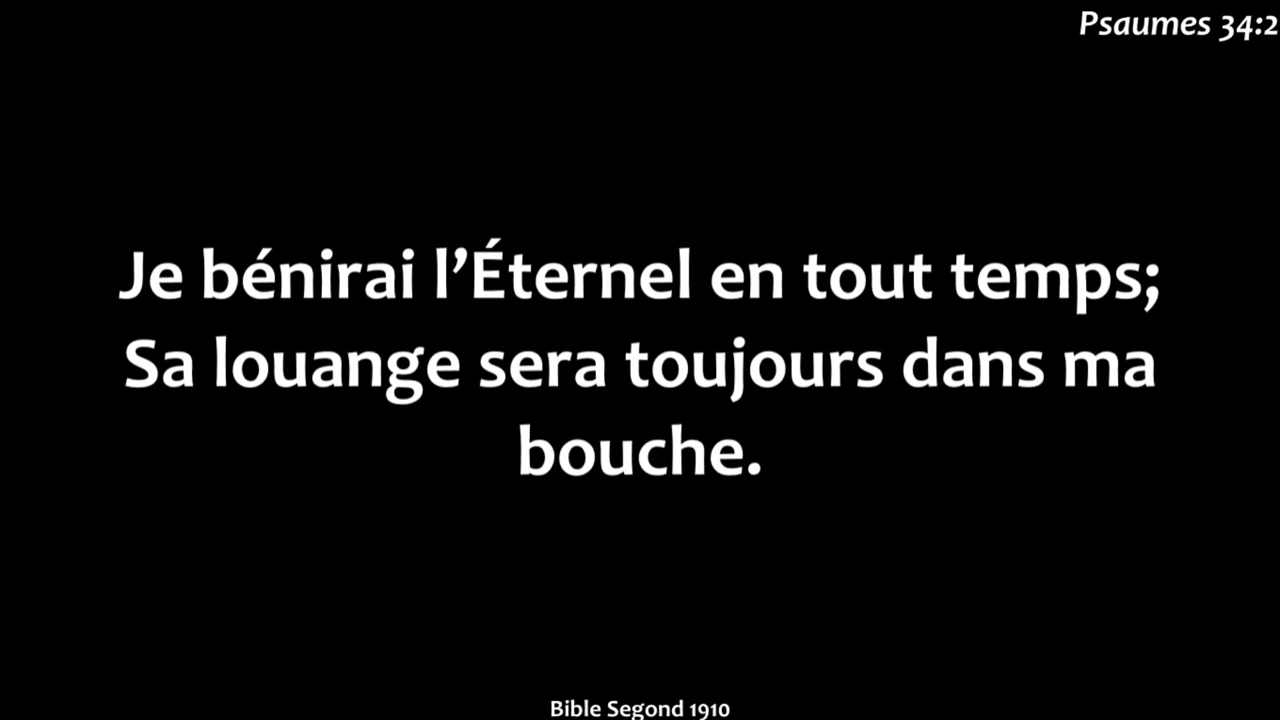 Psaumes 34:2
Je bénirai l’Éternel en tout temps;
Sa louange sera toujours dans ma
bouche.
Bible Segond 1910